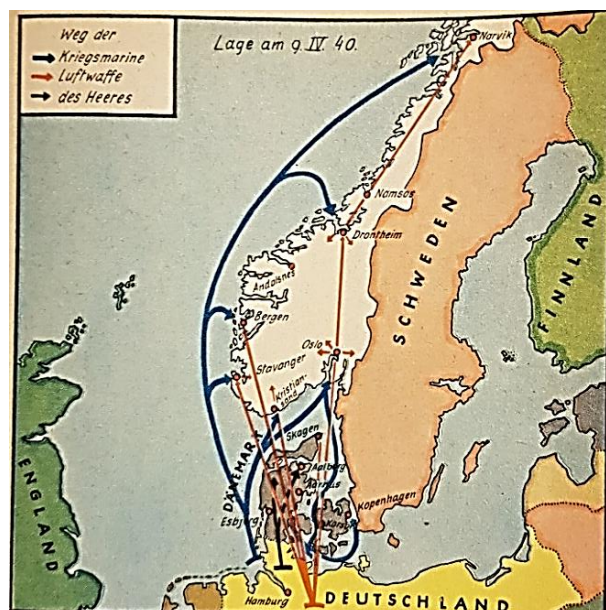 Weg der
Kriegsmarine
Luftwaffe
des Heeres
Lage am 9. IV. 40.
Narvik
Namsos
Drontheim
Andalsnes
Bergen
Oslo
Stavanger
Kristian-
sand
Skagen
DÄNEMARK
Aalborg
Aarhus
Kopenhagen
Esbjerg
Hamburg
SCHWEDEN
FINNLAND
ENGLAND
DEUTSCHLAND